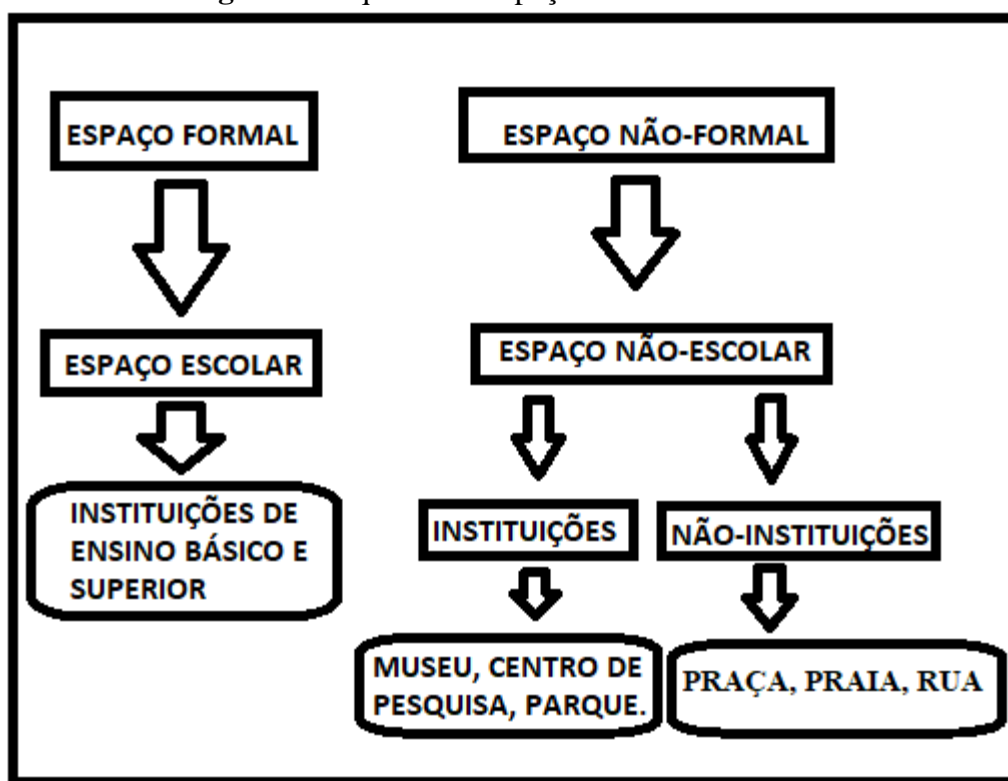 ESPAÇO FORMAL
ESPAÇO ESCOLAR
INSTITUIÇÕES DE
ENSINO BÁSICO E
SUPERIOR
ESPAÇO NÃO-FORMAL
ESPAÇO NÃO-ESCOLAR
INSTITUIÇÕES
MUSEU, CENTRO DE
PESQUISA, PARQUE.
NÃO-INSTITUIÇÕES
PRAÇA, PRAIA, RUA